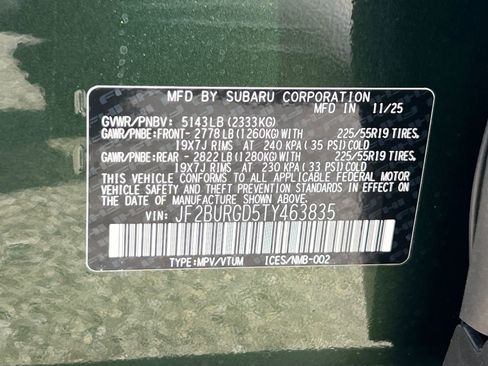 MFD BY SUBARU CORPORATION
MFD IN 11/25
GVWR/PNBV: 5143LB (2333KG)
GAWR/PNBE:FRONT- 2778 LB (1260KG) WITH 225/55R19 TIRES,
19X7J RIMS AT 240 KPA ( 35 PSI) COLD
GAWR/PNBE:REAR - 2822 LB (1280KG) WITH 225/55R19 TIRES,
19X7J RIMS AT 230 KPA ( 33 PSI) COLD
THIS VEHICLE CONFORMS TO ALL APPLICABLE FEDERAL MOTOR
VEHICLE SAFETY AND THEFT PREVENTION STANDARDS IN EFFECT
ON THE DATE OF MANUFACTURE SHOWN ABOVE.
VIN: JF2BURGD5TY463835
TYPE:MPV/VTUM ICES/NMB-002